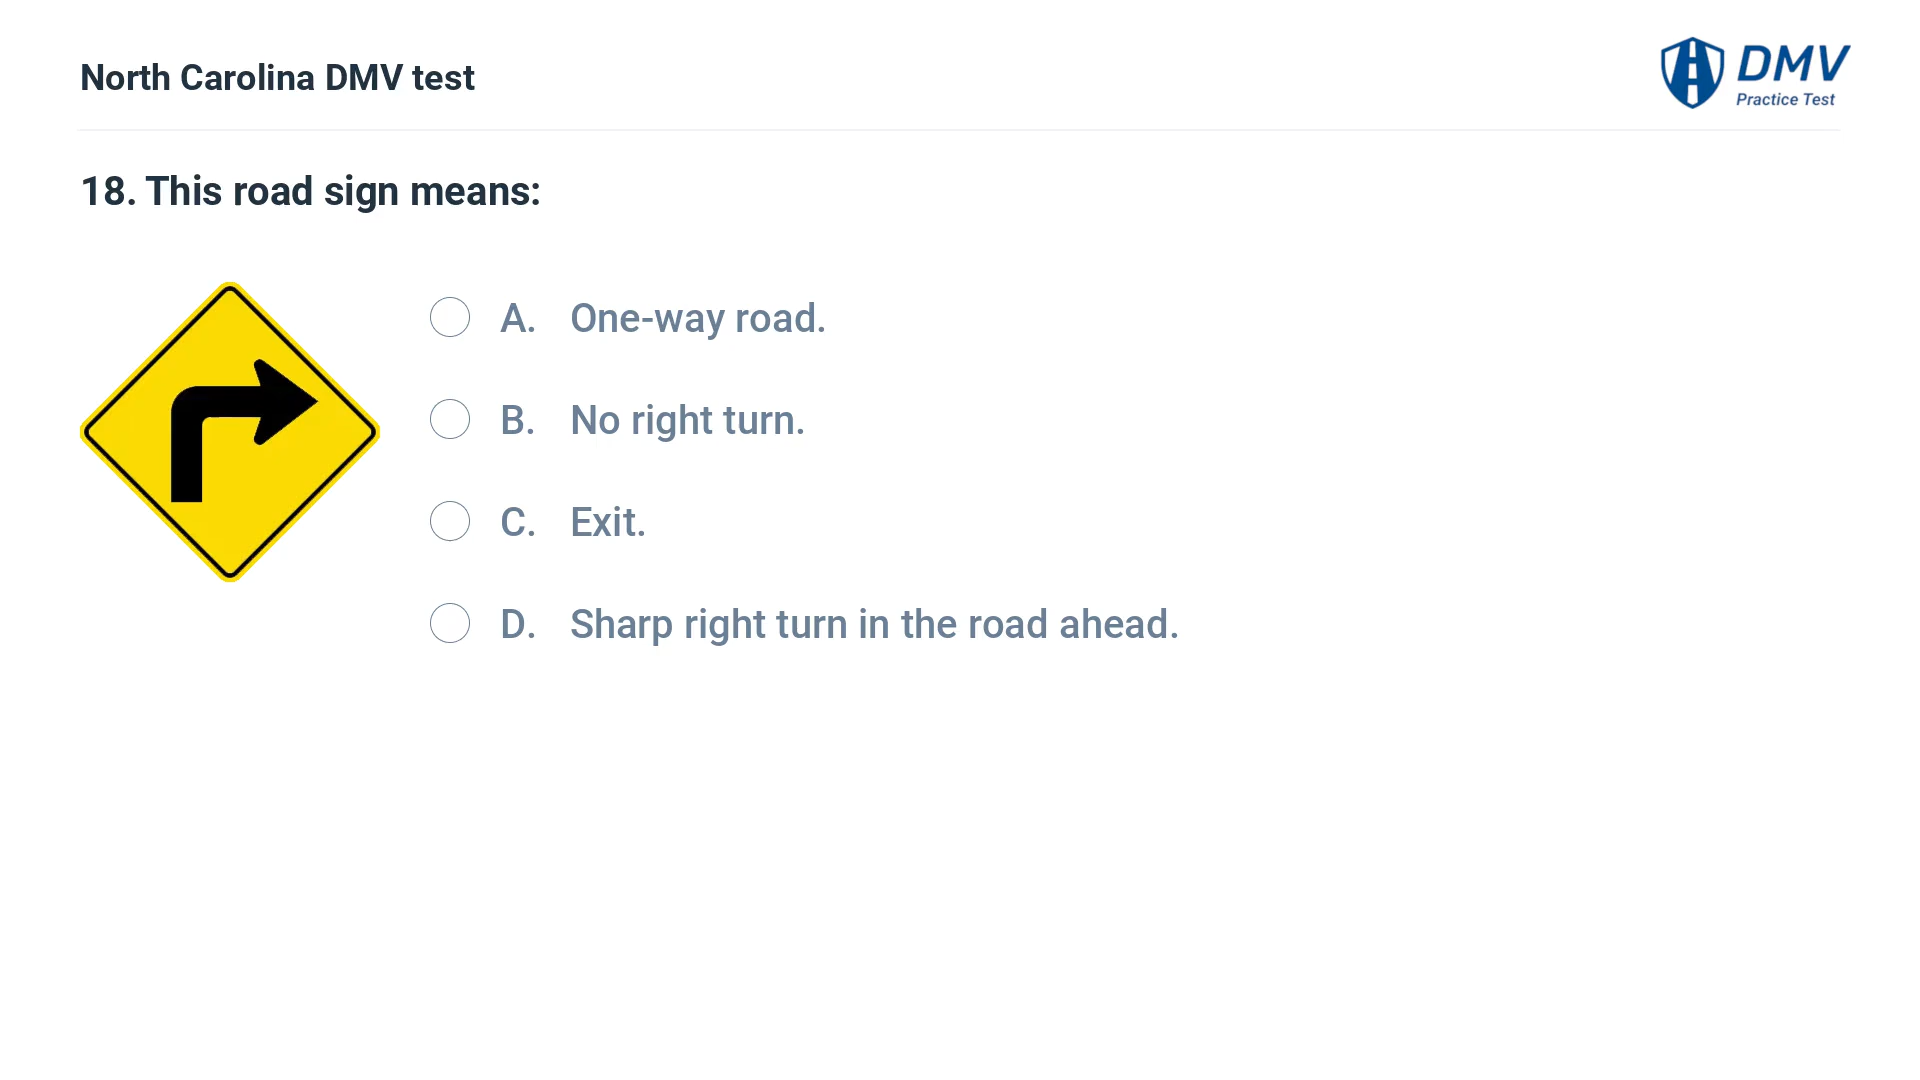 North Carolina DMV test
DMV
Practice Test
18. This road sign means:
A. One-way road.
B. No right turn.
C. Exit.
D. Sharp right turn in the road ahead.